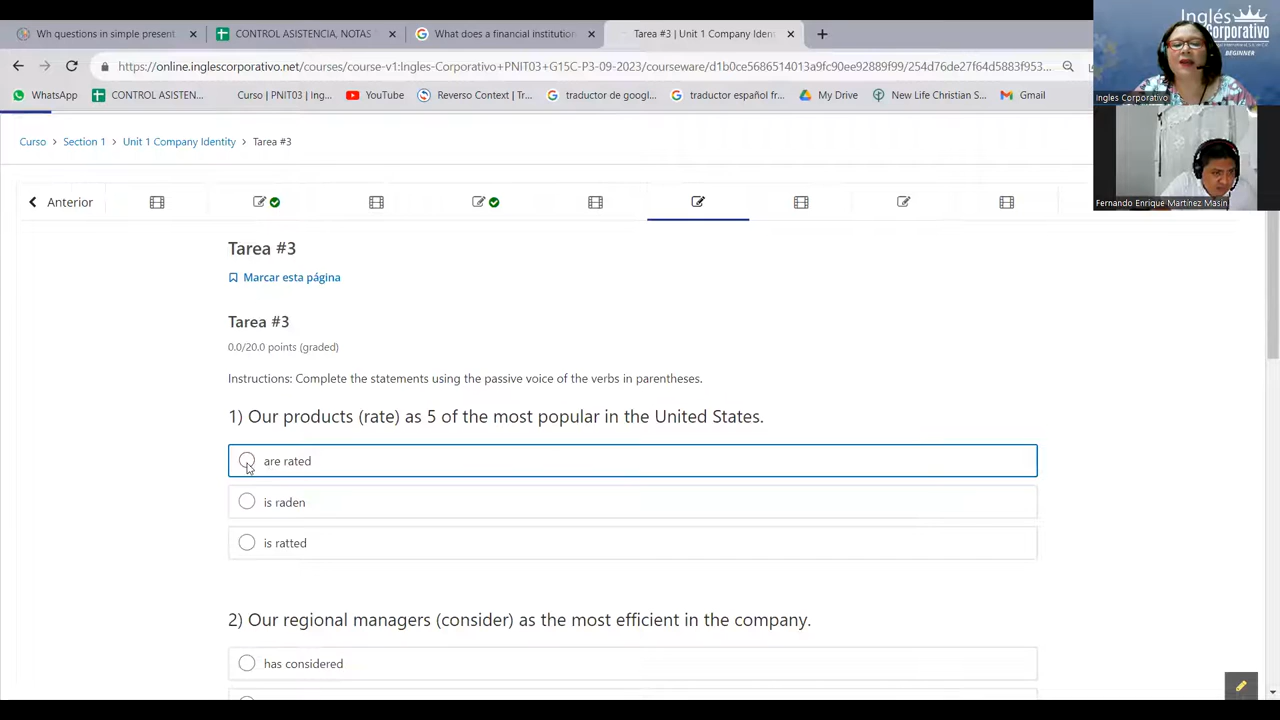 Wh questions in simple present
CONTROL ASISTENCIA, NOTAS
What does a financial institution
Tarea #3 | Unit 1 Company Iden
https://online.inglescorporativo.net/courses/course-v1:Ingles-Corporativo+PNIT03+G15C-P3-09-2023/courseware/d1b0ce5686514013a9fc90ee92889f99/254d76de27f64d5883f953...
WhatsApp
CONTROL ASISTEN...
Curso | PNIT03 | Ing...
YouTube
Reverso Context | Tr...
traductor de googl...
traductor español fr...
My Drive
New Life Christian S...
Gmail
Inglés
Corporativo
BEGINNER
Ingles Corporativo
Fernando Enrique Martínez Masin
Curso > Section 1 > Unit 1 Company Identity > Tarea #3
Anterior
Tarea #3
Marcar esta página
Tarea #3
0.0/20.0 points (graded)
Instructions: Complete the statements using the passive voice of the verbs in parentheses.
1) Our products (rate) as 5 of the most popular in the United States.
are rated
is raden
is ratted
2) Our regional managers (consider) as the most efficient in the company.
has considered